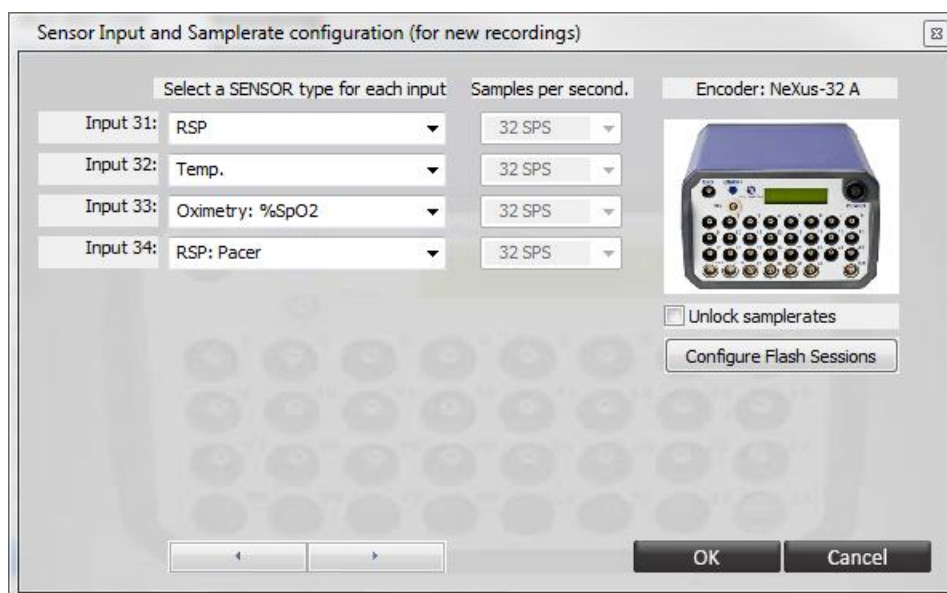 Sensor Input and Samplerate configuration (for new recordings)
Select a SENSOR type for each input Samples per second. Encoder: NeXus-32 A
Input 31: RSP 32 SPS
Input 32: Temp. 32 SPS
Input 33: Oximetry: %SpO2 32 SPS
Input 34: RSP: Pacer 32 SPS
Unlock samplerates
Configure Flash Sessions
OK Cancel